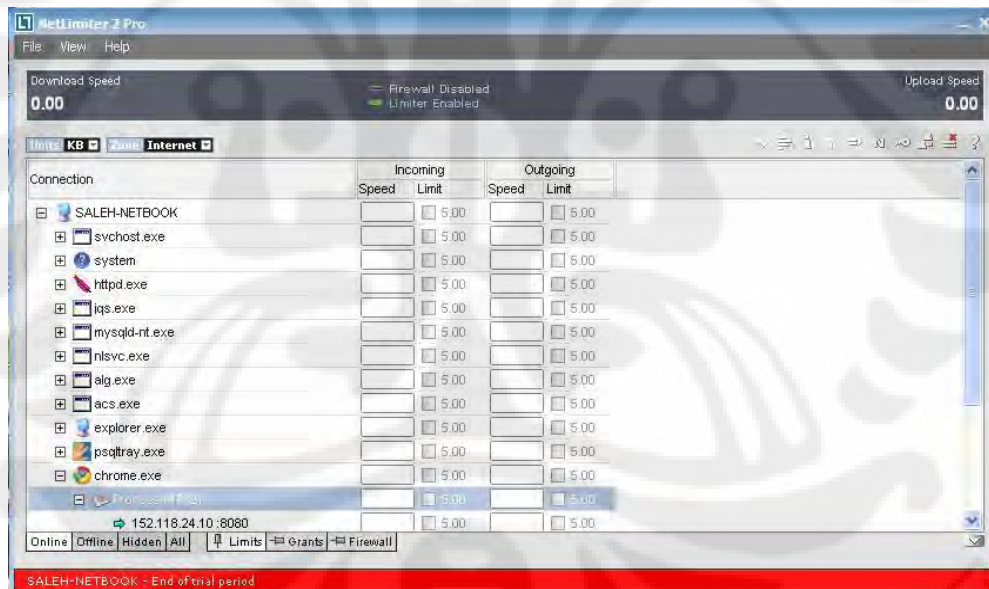 NetLimiter 2 Pro
File View Help
Download Speed
Upload Speed
Firewall Disabled
0.00
Limiter Enabled
0.00
Units KB Zone Internet
Connection
Incoming
Outgoing
Speed Limit Speed Limit
SALEH-NETBOOK 5.00 5.00
svchost.exe 5.00 5.00
system 5.00 5.00
httpd.exe 5.00 5.00
jqs.exe 5.00 5.00
mysqld-nt.exe 5.00 5.00
nlsvc.exe 5.00 5.00
alg.exe 5.00 5.00
acs.exe 5.00 5.00
explorer.exe 5.00 5.00
psqltray.exe 5.00 5.00
chrome.exe 5.00 5.00
5.00 5.00
152.118.24.10 :8080 5.00 5.00
Online Offline Hidden All Limits Grants Firewall
SALEH-NETBOOK - End of trial period